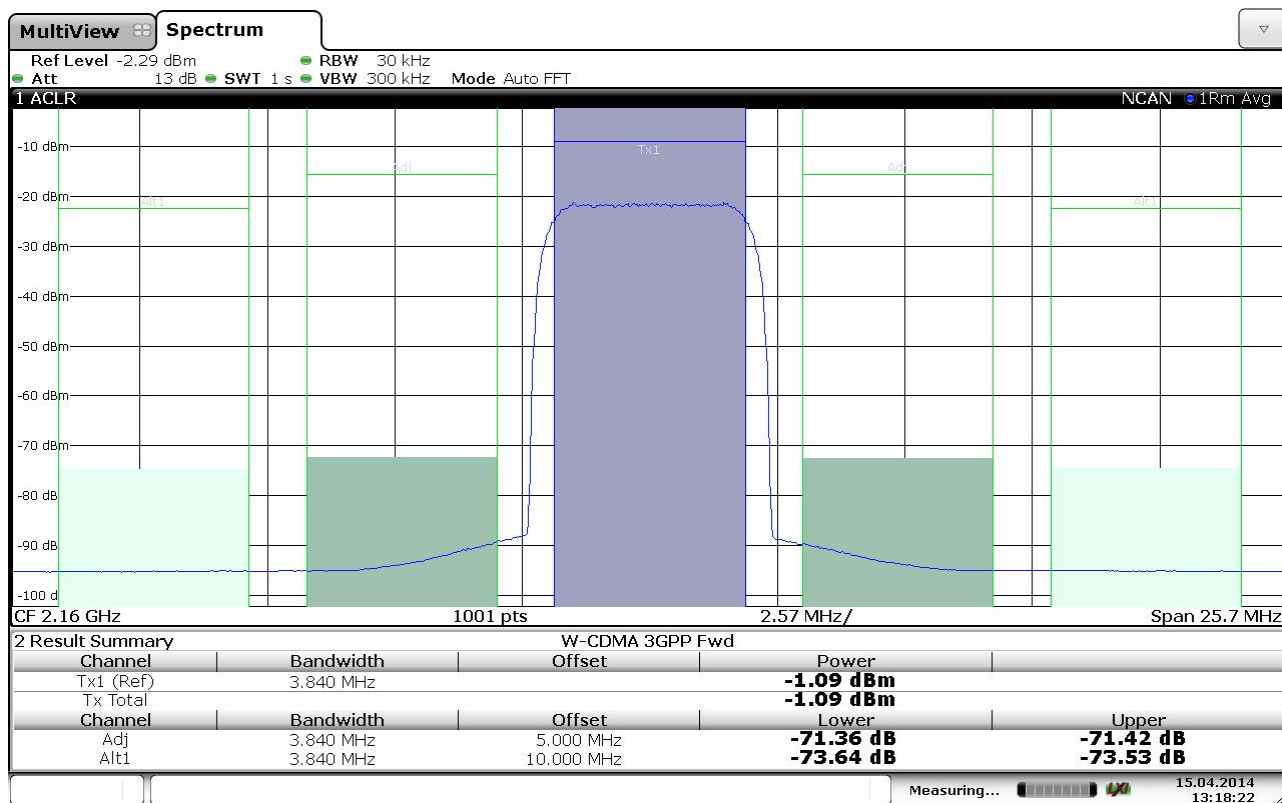 MultiView Spectrum
Ref Level -2.29 dBm RBW 30 kHz
Att 13 dB SWT 1 s VBW 300 kHz Mode Auto FFT
1 ACLR NCAN 1Rm Avg
-10 dBm
Tx1
Adj Adj
-20 dBm
Alt1 Alt1
-30 dBm
-40 dBm
-50 dBm
-60 dBm
-70 dBm
-80 dB
-90 dB
-100 d
CF 2.16 GHz 1001 pts 2.57 MHz/ Span 25.7 MHz
2 Result Summary W-CDMA 3GPP Fwd
Channel Bandwidth Offset Power
Tx1 (Ref) 3.840 MHz -1.09 dBm
Tx Total -1.09 dBm
Channel Bandwidth Offset Lower Upper
Adj 3.840 MHz 5.000 MHz -71.36 dB -71.42 dB
Alt1 3.840 MHz 10.000 MHz -73.64 dB -73.53 dB
Measuring... LXI 15.04.2014
13:18:22